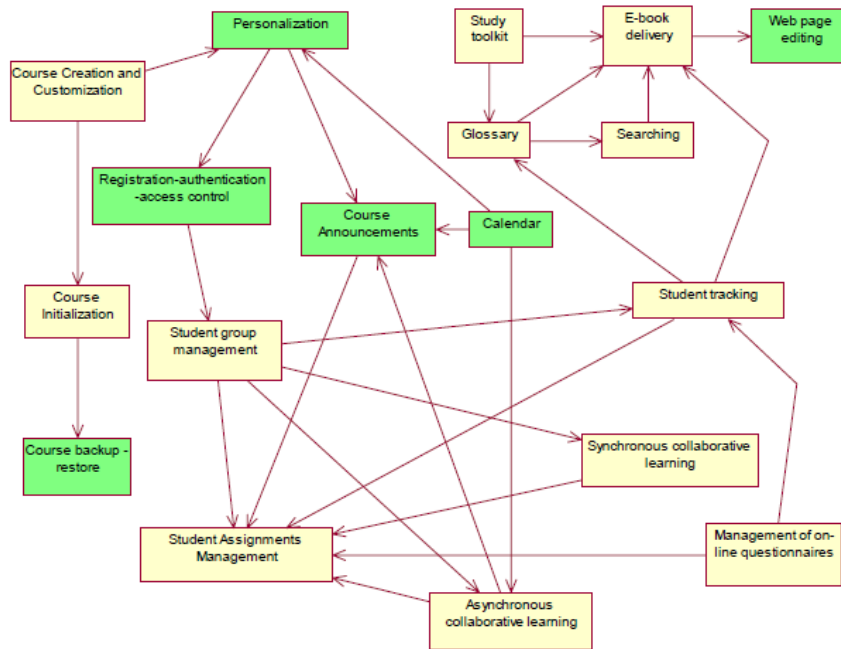 Personalization
Study
toolkit
E-book
delivery
Web page
editing
Course Creation and
Customization
Glossary
Searching
Registration-authentication
-access control
Course
Announcements
Calendar
Course
Initialization
Student tracking
Student group
management
Course backup -
restore
Synchronous collaborative
learning
Student Assignments
Management
Management of on-
line questionnaires
Asynchronous
collaborative learning